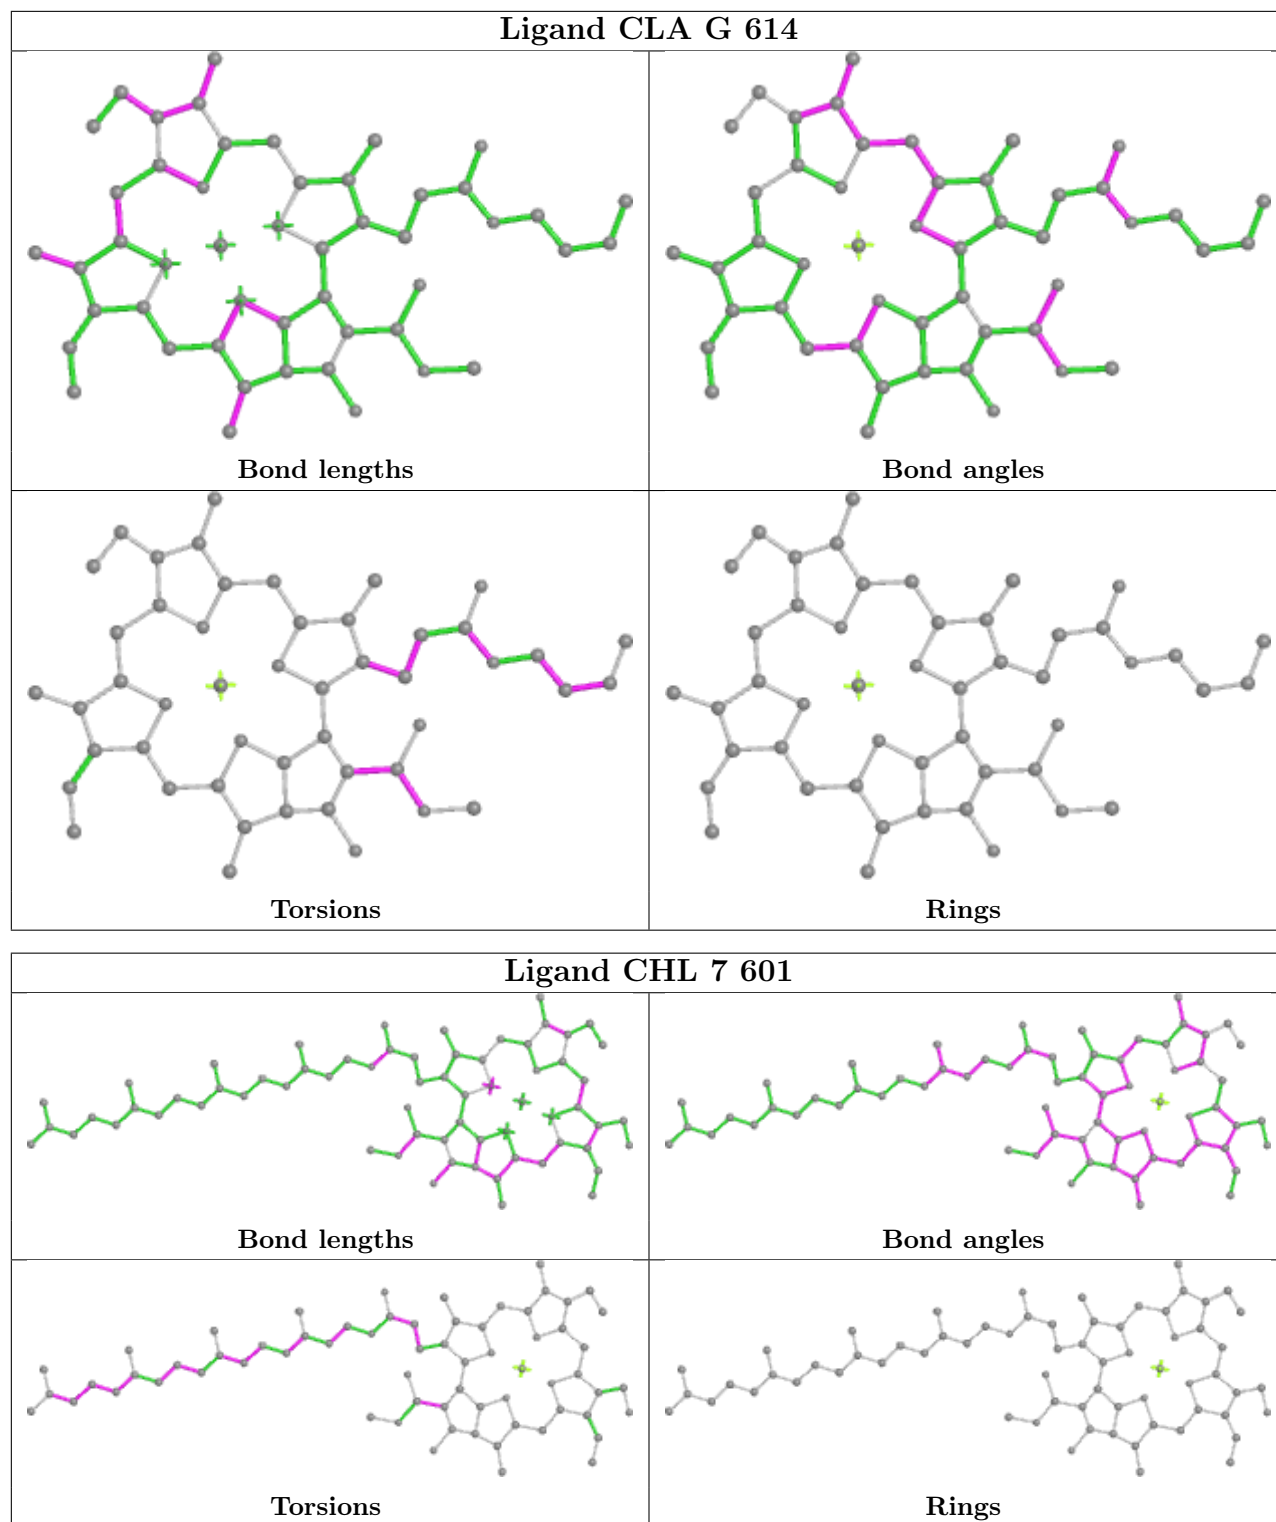 Ligand CLA G 614
Bond lengths
Bond angles
Torsions
Rings
Ligand CHL 7 601
Bond lengths
Bond angles
Torsions
Rings